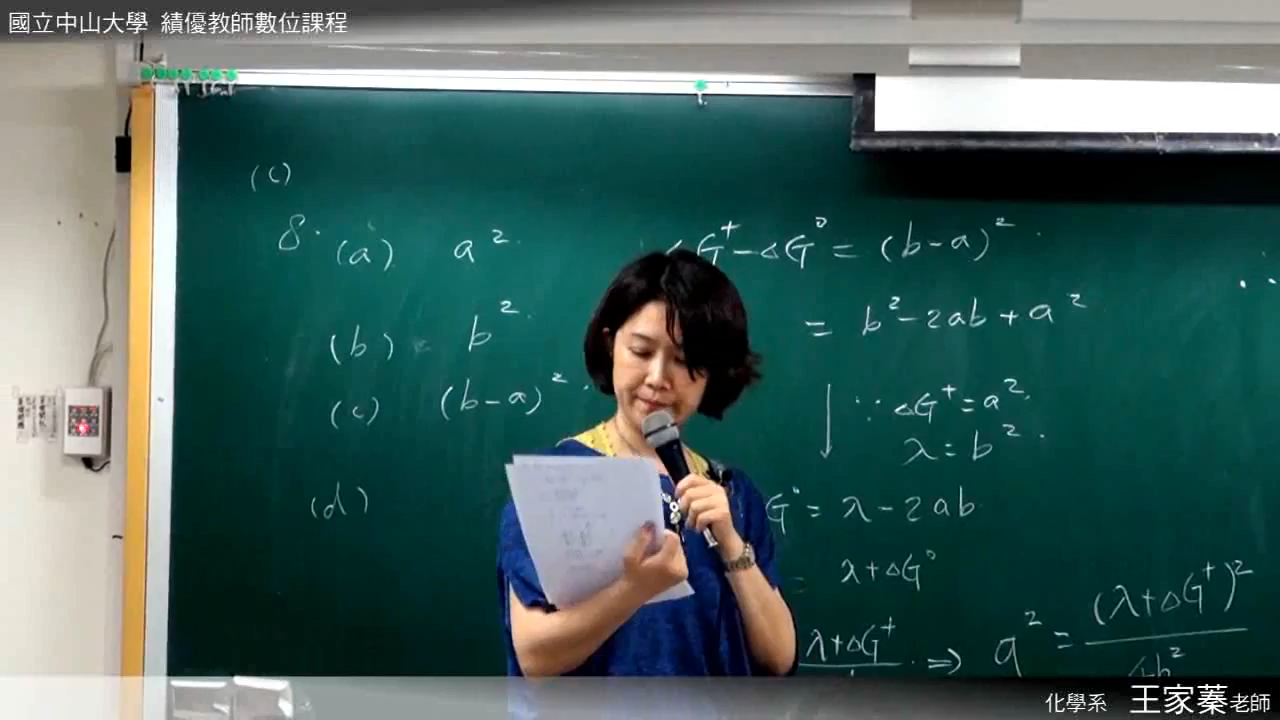 國立中山大學 績優教師數位課程
(c)
8. (a) a².
G‡ - ΔG° = (b-a)².
= b² - 2ab + a²
(b) b².
(c) (b-a)².
∵ ΔG‡ = a².
λ = b².
(d)
G° = λ - 2ab
= λ + ΔG°
λ+ΔG‡ ⇒ a² = (λ+ΔG‡)² / 4b²
化學系 王家蓁老師